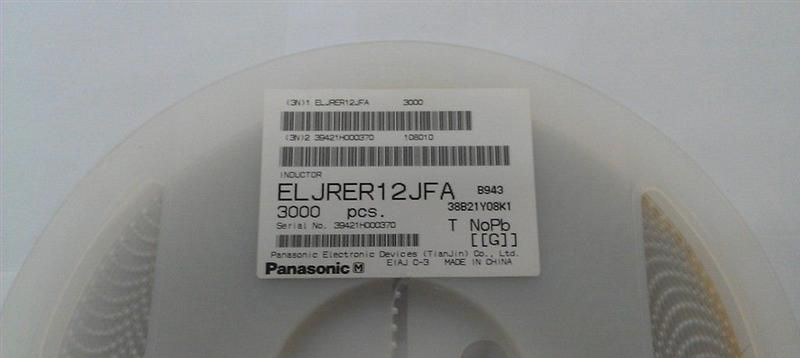 (3N)1 ELJRER12JFA 3000
(3N)2 39421H000370 108010
INDUCTOR
ELJRER12JFA B943
3000 pcs. 38B21Y08K1
Serial No. 39421H000370 T NoPb
[[G]]
Panasonic Electronic Devices (TianJin) Co., Ltd.
Panasonic M EIAJ C-3 MADE IN CHINA